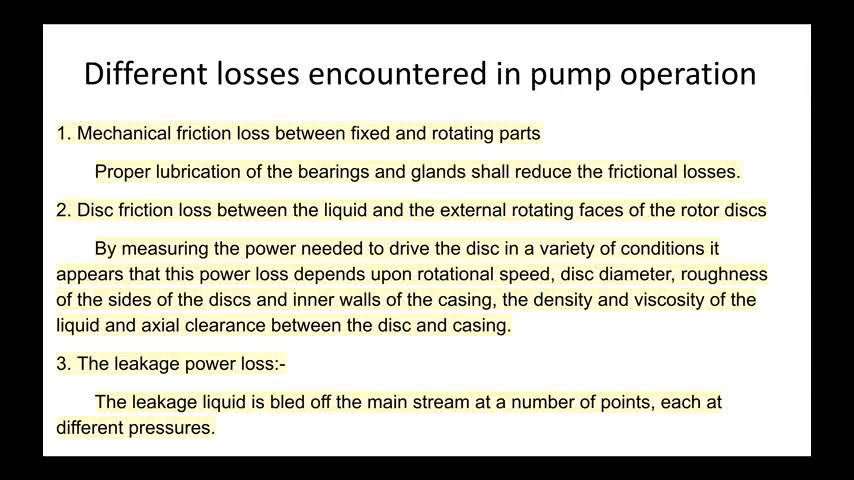 Different losses encountered in pump operation
1. Mechanical friction loss between fixed and rotating parts
Proper lubrication of the bearings and glands shall reduce the frictional losses.
2. Disc friction loss between the liquid and the external rotating faces of the rotor discs
By measuring the power needed to drive the disc in a variety of conditions it
appears that this power loss depends upon rotational speed, disc diameter, roughness
of the sides of the discs and inner walls of the casing, the density and viscosity of the
liquid and axial clearance between the disc and casing.
3. The leakage power loss:-
The leakage liquid is bled off the main stream at a number of points, each at
different pressures.